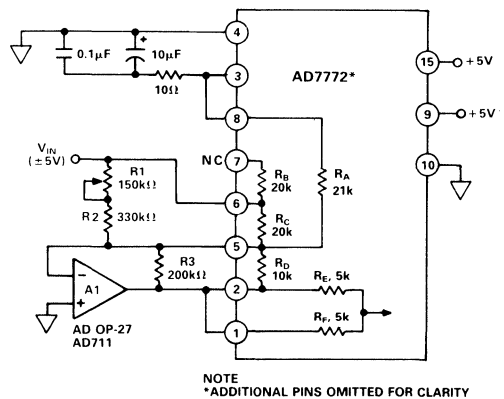 4
0.1μF
10μF
+
3
10Ω
AD7772*
15
+5V
9
+5V
10
8
VIN
(±5V)
NC
7
RB
20k
RA
21k
R1
150kΩ
6
RC
20k
R2
330kΩ
5
R3
200kΩ
RD
10k
−
A1
+
2
RE, 5k
RF, 5k
1
AD OP-27
AD711
NOTE
*ADDITIONAL PINS OMITTED FOR CLARITY